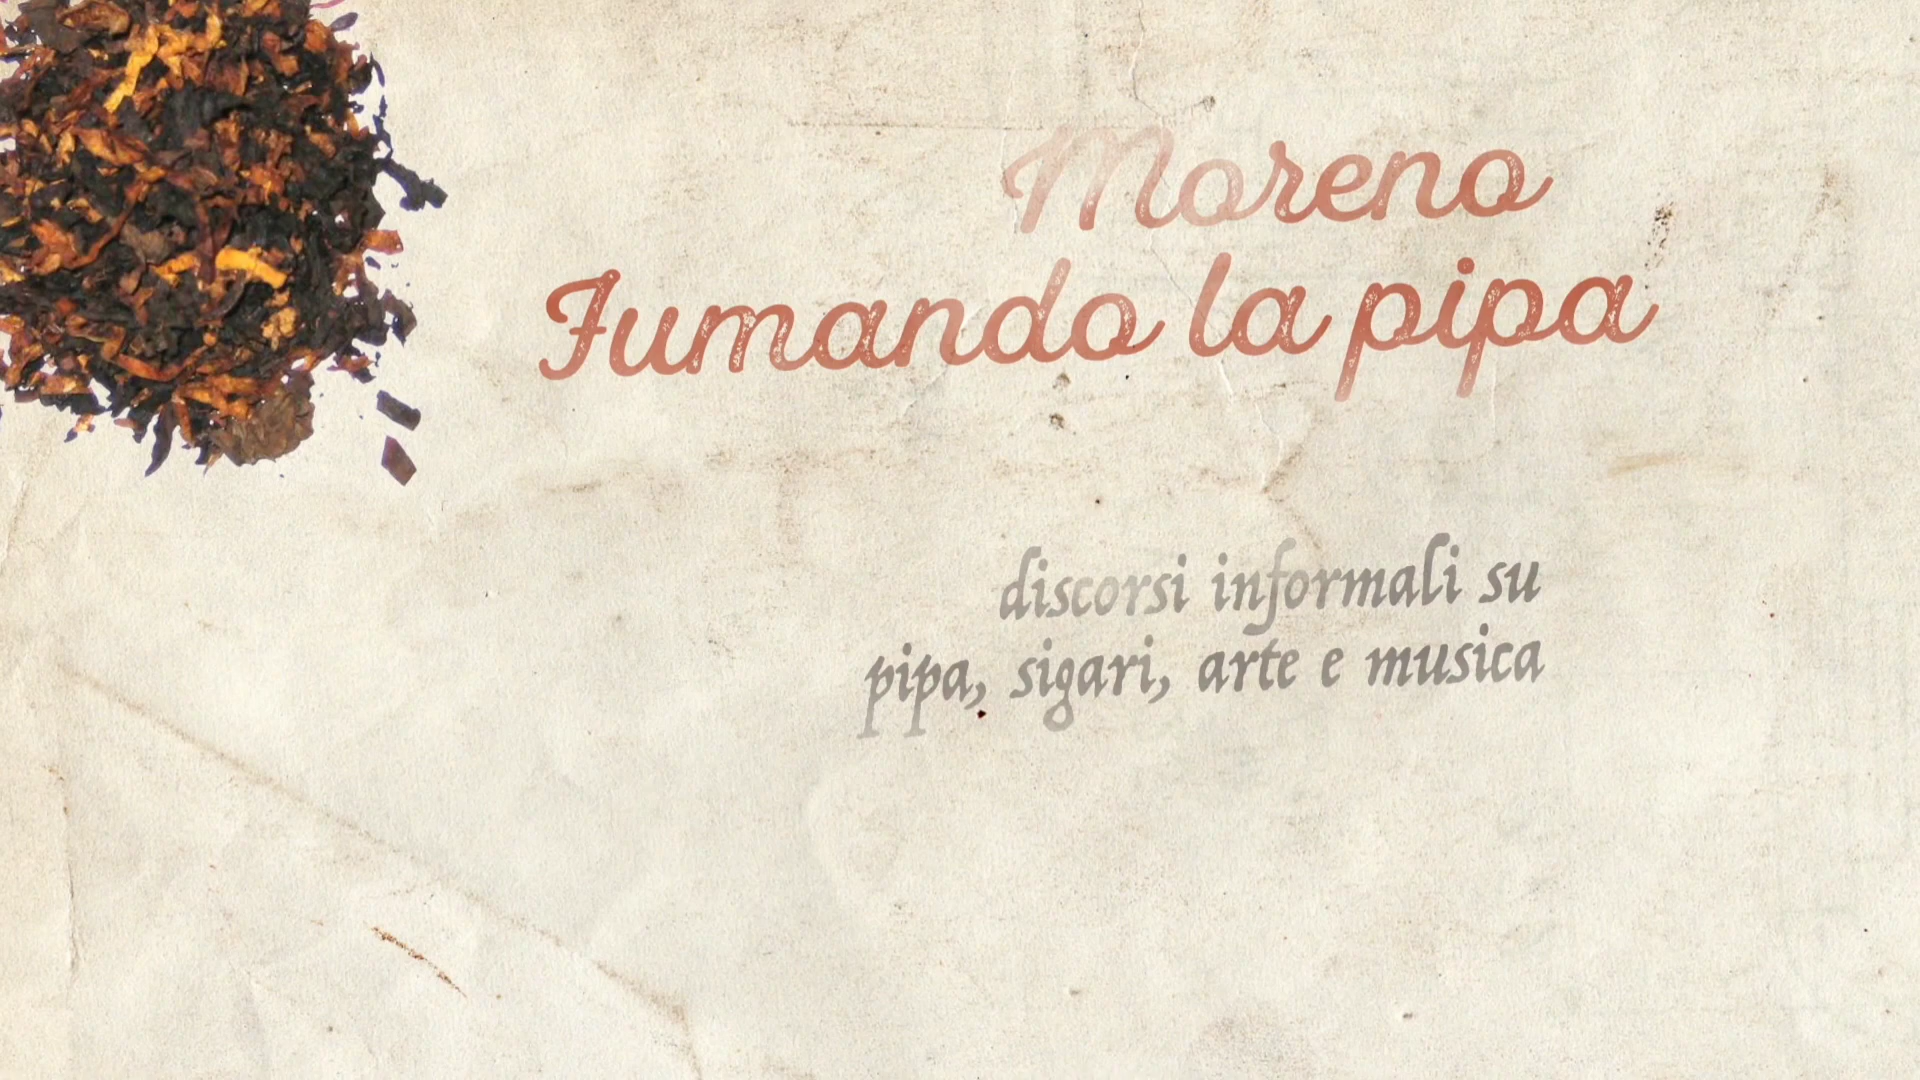 Moreno
Fumando la pipa
discorsi informali su
pipa, sigari, arte e musica